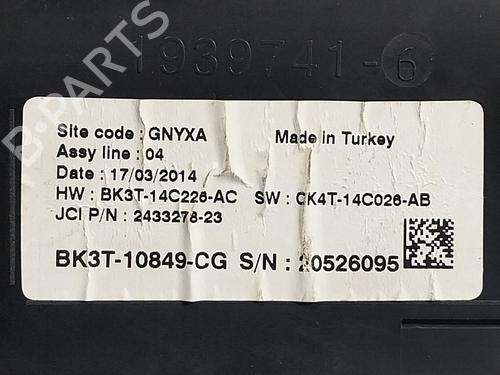 1939741-6
B-PARTS
Site code : GNYXA Made in Turkey
Assy line : 04
Date : 17/03/2014
HW : BK3T-14C226-AC SW : CK4T-14C026-AB
JCI P/N : 2433278-23
BK3T-10849-CG S/N : 20526095